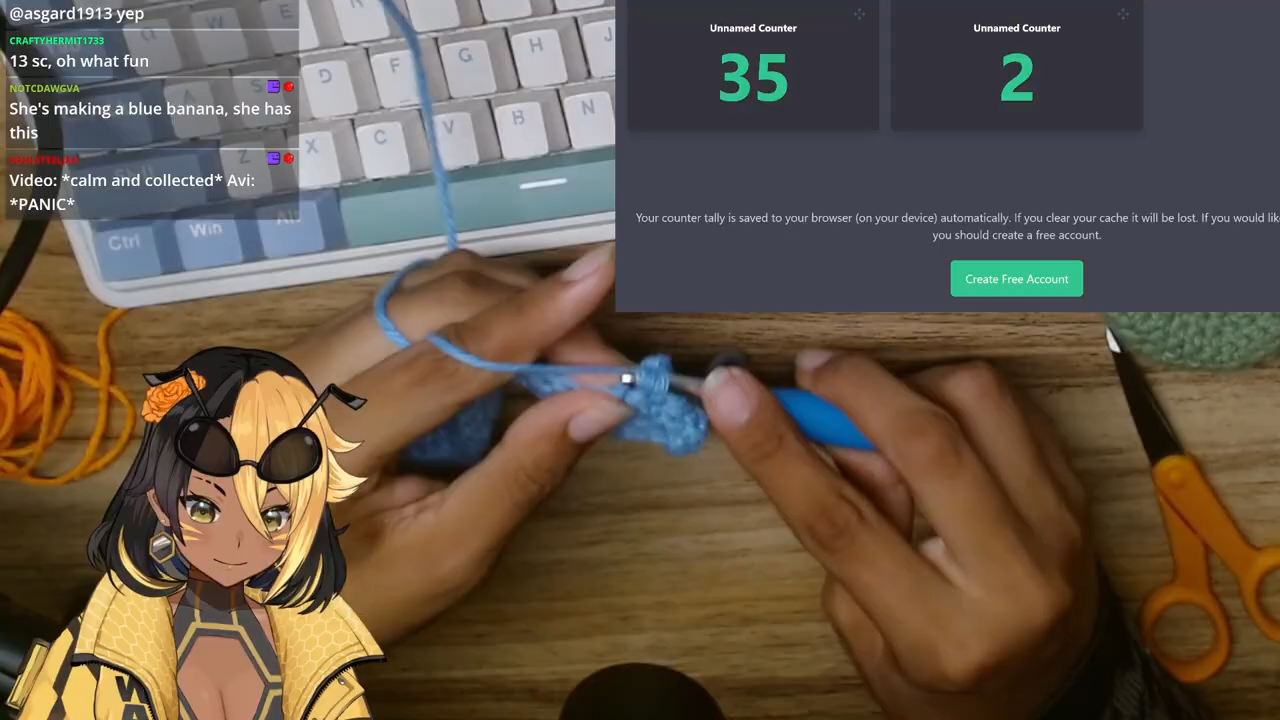 @asgard1913 yep
CRAFTYHERMIT1733
13 sc, oh what fun
NOTCDAWGVA
She's making a blue banana, she has
this
Video: *calm and collected* Avi:
*PANIC*
Unnamed Counter
35
Unnamed Counter
2
Your counter tally is saved to your browser (on your device) automatically. If you clear your cache it will be lost. If you would like
you should create a free account.
Create Free Account
W E
D F G H J
Z X C V B N
Ctrl Win Alt